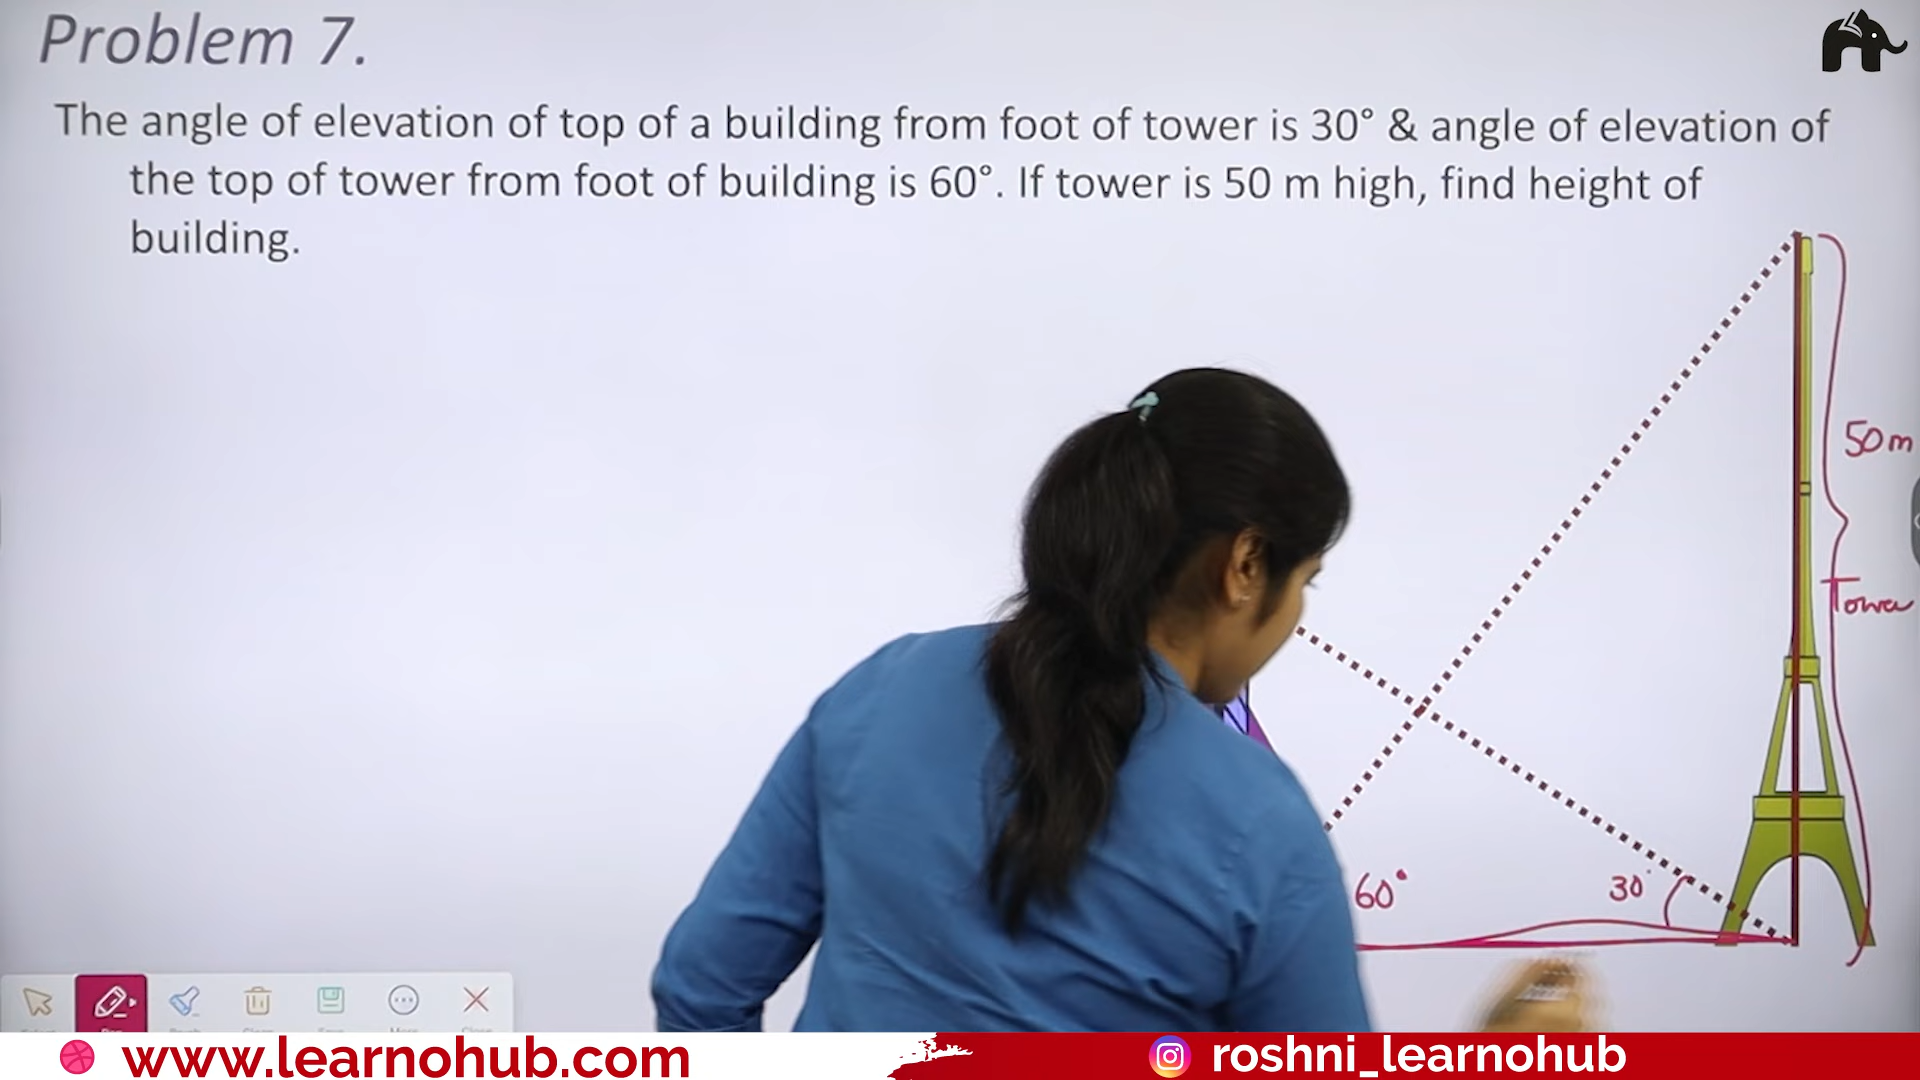 Problem 7.
The angle of elevation of top of a building from foot of tower is 30° & angle of elevation of
the top of tower from foot of building is 60°. If tower is 50 m high, find height of
building.
50 m
Tower
60°
30°
www.learnohub.com
roshni_learnohub